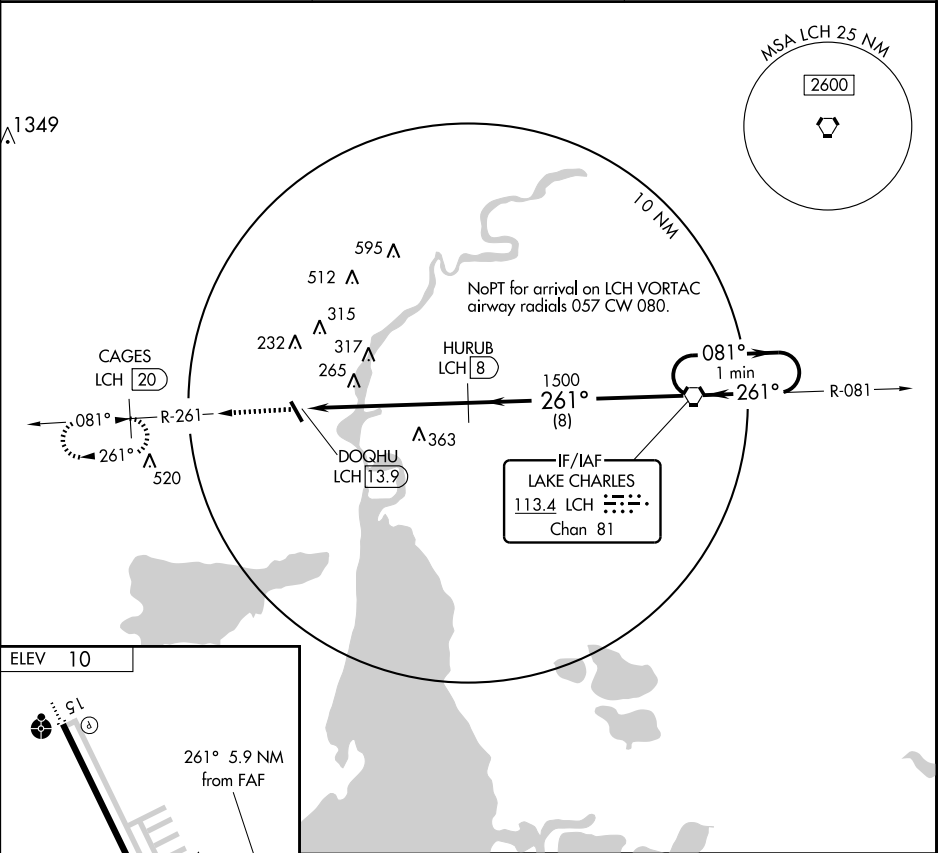 MSA LCH 25 NM
2600
1349
10 NM
595
512
NoPT for arrival on LCH VORTAC
airway radials 057 CW 080.
315
232
317
265
HURUB
LCH 8
CAGES
LCH 20
081°
1 min
261°
R-081
1500
261°
(8)
081°
R-261
261°
520
363
DOQHU
LCH 13.9
IF/IAF
LAKE CHARLES
113.4 LCH
Chan 81
ELEV 10
15
P
261° 5.9 NM
from FAF